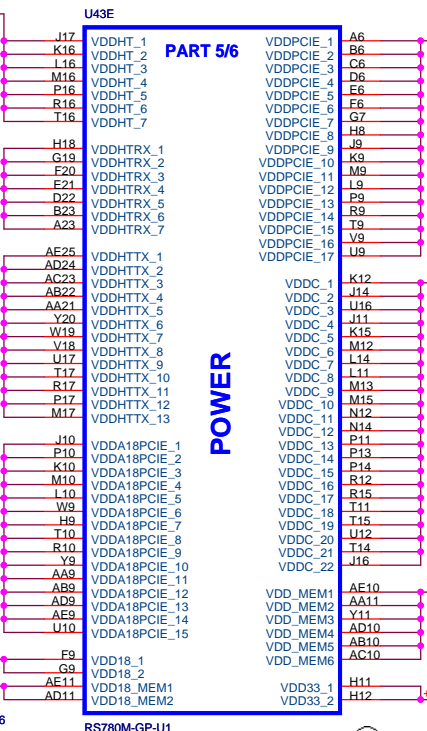 U43E
PART 5/6
J17 VDDHT_1
K16 VDDHT_2
L16 VDDHT_3
M16 VDDHT_4
P16 VDDHT_5
R16 VDDHT_6
T16 VDDHT_7
H18 VDDHTRX_1
G19 VDDHTRX_2
F20 VDDHTRX_3
E21 VDDHTRX_4
D22 VDDHTRX_5
B23 VDDHTRX_6
A23 VDDHTRX_7
AE25 VDDHTTX_1
AD24 VDDHTTX_2
AC23 VDDHTTX_3
AB22 VDDHTTX_4
AA21 VDDHTTX_5
Y20 VDDHTTX_6
W19 VDDHTTX_7
V18 VDDHTTX_8
U17 VDDHTTX_9
T17 VDDHTTX_10
R17 VDDHTTX_11
P17 VDDHTTX_12
M17 VDDHTTX_13
J10 VDDA18PCIE_1
P10 VDDA18PCIE_2
K10 VDDA18PCIE_3
M10 VDDA18PCIE_4
L10 VDDA18PCIE_5
W9 VDDA18PCIE_6
H9 VDDA18PCIE_7
T10 VDDA18PCIE_8
R10 VDDA18PCIE_9
Y9 VDDA18PCIE_10
AA9 VDDA18PCIE_11
AB9 VDDA18PCIE_12
AD9 VDDA18PCIE_13
AE9 VDDA18PCIE_14
U10 VDDA18PCIE_15
F9 VDD18_1
G9 VDD18_2
AE11 VDD18_MEM1
AD11 VDD18_MEM2
POWER
VDDPCIE_1 A6
VDDPCIE_2 B6
VDDPCIE_3 C6
VDDPCIE_4 D6
VDDPCIE_5 E6
VDDPCIE_6 F6
VDDPCIE_7 G7
VDDPCIE_8 H8
VDDPCIE_9 J9
VDDPCIE_10 K9
VDDPCIE_11 M9
VDDPCIE_12 L9
VDDPCIE_13 P9
VDDPCIE_14 R9
VDDPCIE_15 T9
VDDPCIE_16 V9
VDDPCIE_17 U9
VDDC_1 K12
VDDC_2 J14
VDDC_3 U16
VDDC_4 J11
VDDC_5 K15
VDDC_6 M12
VDDC_7 L14
VDDC_8 L11
VDDC_9 M13
VDDC_10 M15
VDDC_11 N12
VDDC_12 N14
VDDC_13 P11
VDDC_14 P13
VDDC_15 P14
VDDC_16 R12
VDDC_17 R15
VDDC_18 T11
VDDC_19 T15
VDDC_20 U12
VDDC_21 T14
VDDC_22 J16
VDD_MEM1 AE10
VDD_MEM2 AA11
VDD_MEM3 Y11
VDD_MEM4 AD10
VDD_MEM5 AB10
VDD_MEM6 AC10
VDD33_1 H11
VDD33_2 H12
6
RS780M-GP-U1